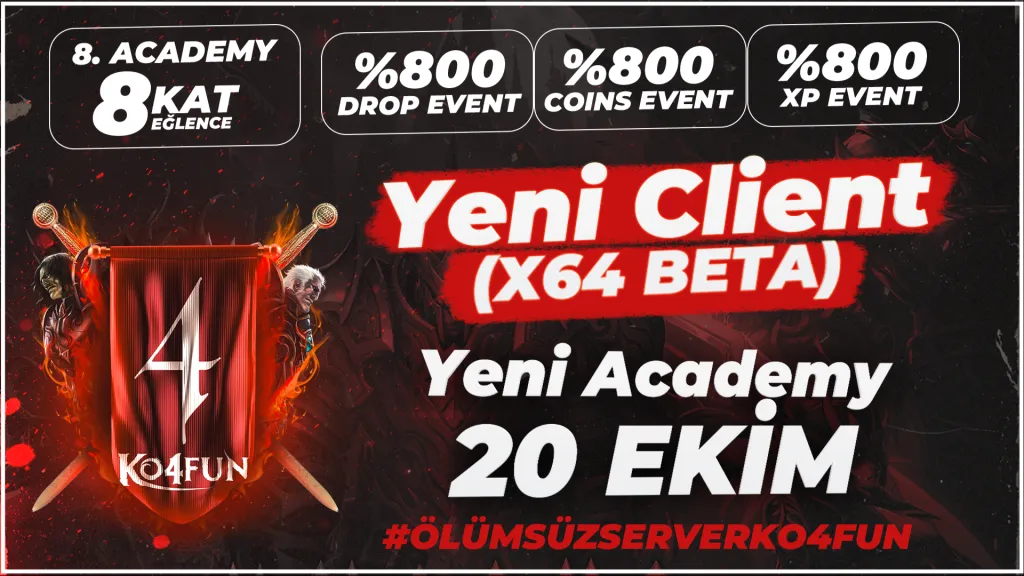 8. ACADEMY
8 KAT
EĞLENCE
%800
DROP EVENT
%800
COINS EVENT
%800
XP EVENT
Yeni Client
(X64 BETA)
4
KO4FUN
Yeni Academy
20 EKİM
#ÖLÜMSÜZSERVERKO4FUN